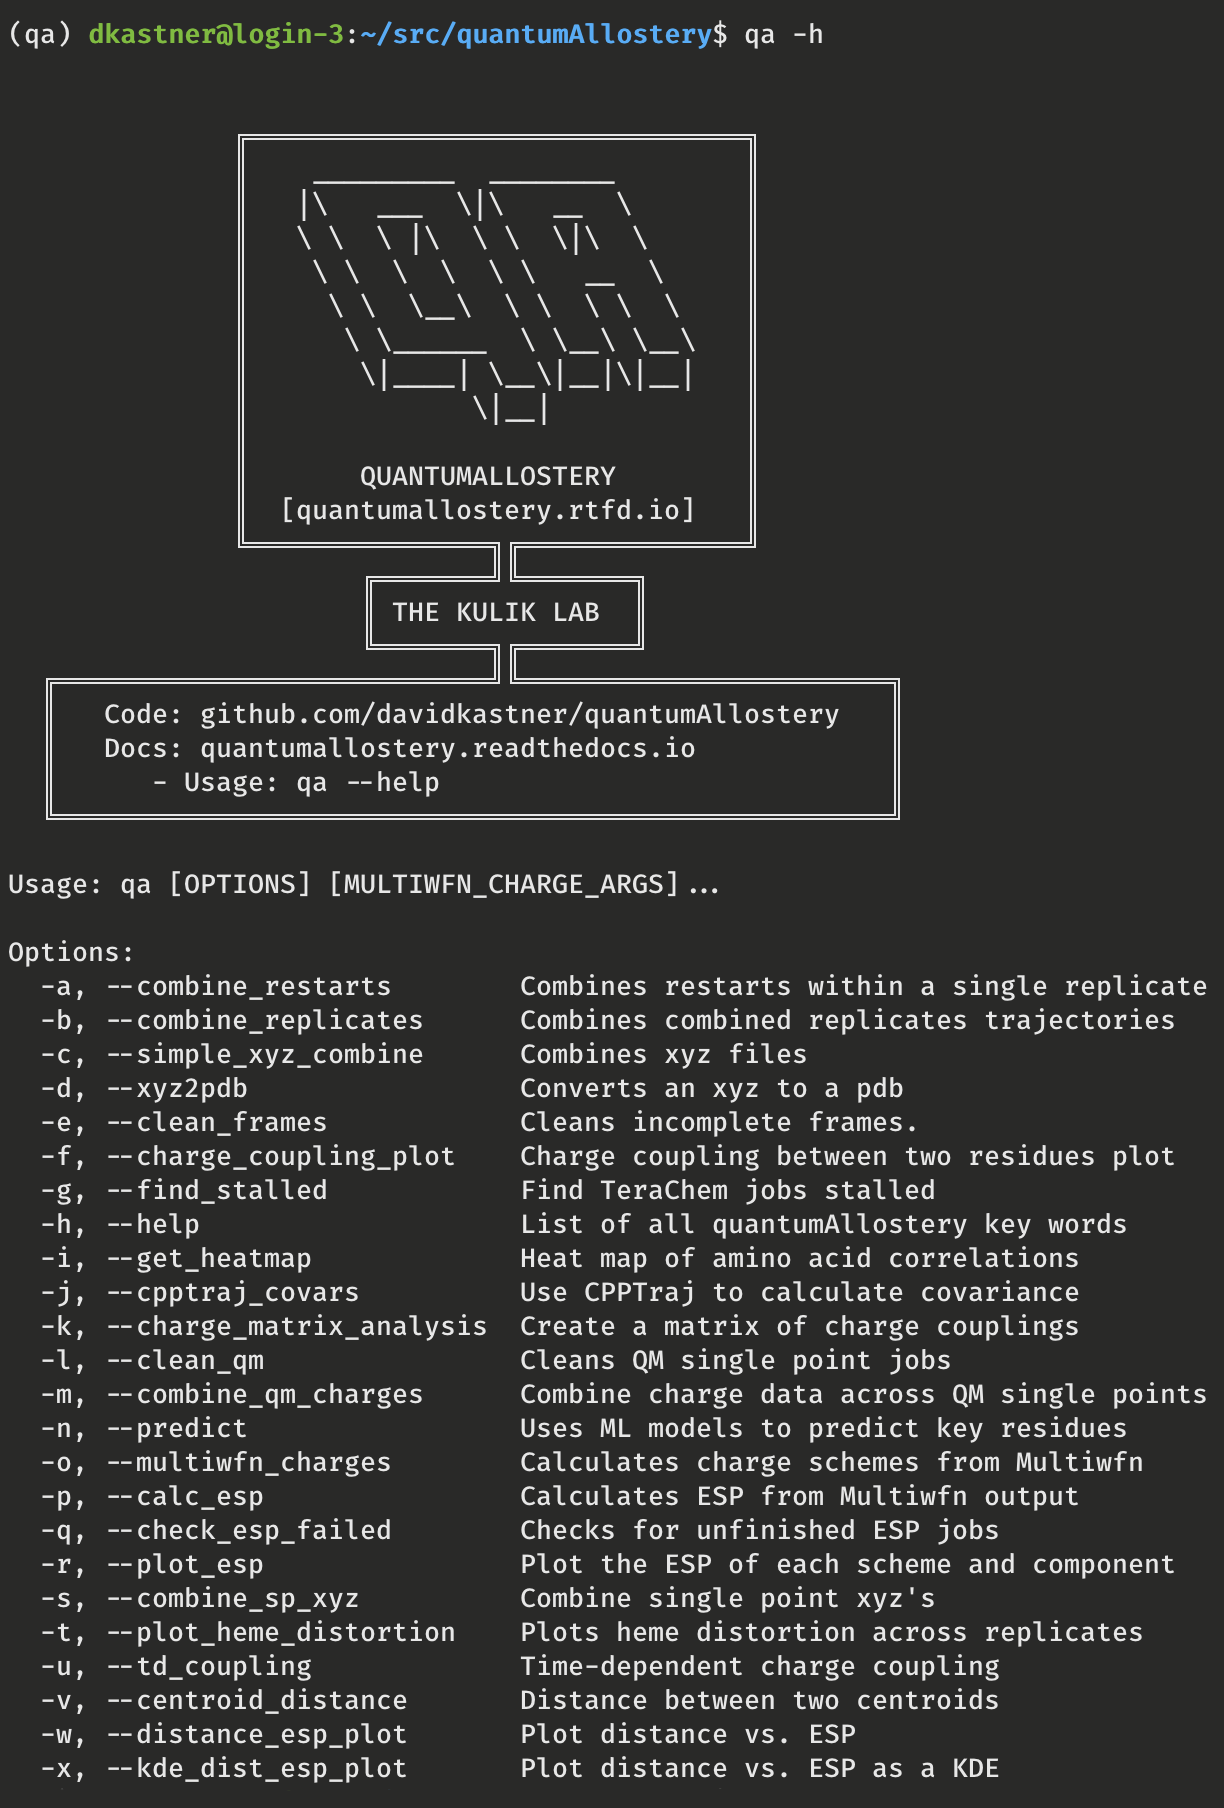 (qa) dkastner@login-3:~/src/quantumAllostery$ qa -h
QUANTUMALLOSTERY
[quantumallostery.rtfd.io]
THE KULIK LAB
Code: github.com/davidkastner/quantumAllostery
Docs: quantumallostery.readthedocs.io
- Usage: qa --help
Usage: qa [OPTIONS] [MULTIWFN_CHARGE_ARGS]...
Options:
-a, --combine_restarts Combines restarts within a single replicate
-b, --combine_replicates Combines combined replicates trajectories
-c, --simple_xyz_combine Combines xyz files
-d, --xyz2pdb Converts an xyz to a pdb
-e, --clean_frames Cleans incomplete frames.
-f, --charge_coupling_plot Charge coupling between two residues plot
-g, --find_stalled Find TeraChem jobs stalled
-h, --help List of all quantumAllostery key words
-i, --get_heatmap Heat map of amino acid correlations
-j, --cpptraj_covars Use CPPTraj to calculate covariance
-k, --charge_matrix_analysis Create a matrix of charge couplings
-l, --clean_qm Cleans QM single point jobs
-m, --combine_qm_charges Combine charge data across QM single points
-n, --predict Uses ML models to predict key residues
-o, --multiwfn_charges Calculates charge schemes from Multiwfn
-p, --calc_esp Calculates ESP from Multiwfn output
-q, --check_esp_failed Checks for unfinished ESP jobs
-r, --plot_esp Plot the ESP of each scheme and component
-s, --combine_sp_xyz Combine single point xyz's
-t, --plot_heme_distortion Plots heme distortion across replicates
-u, --td_coupling Time-dependent charge coupling
-v, --centroid_distance Distance between two centroids
-w, --distance_esp_plot Plot distance vs. ESP
-x, --kde_dist_esp_plot Plot distance vs. ESP as a KDE